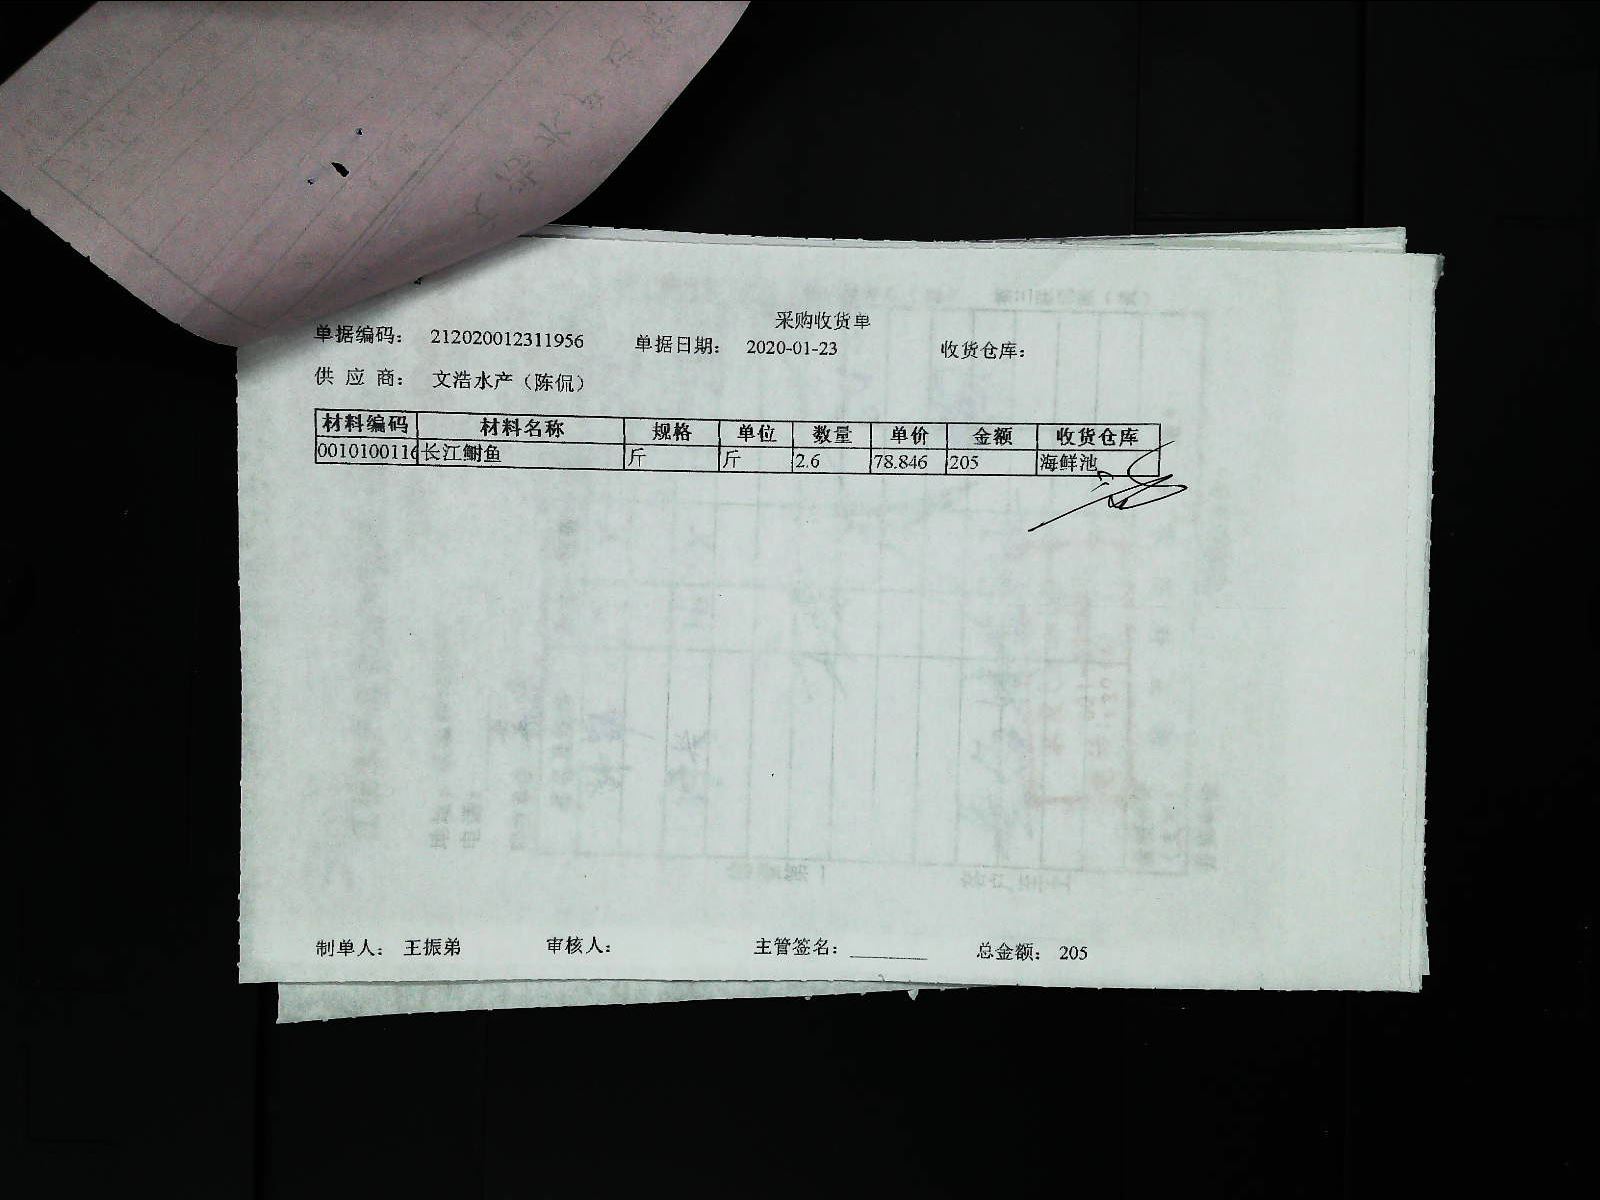 采购收货单
单据编码： 212020012311956 单据日期： 2020-01-23 收货仓库：
供 应 商： 文浩水产（陈侃）
材料编码 材料名称 规格 单位 数量 单价 金额 收货仓库
0010100116 长江鮰鱼 斤 斤 2.6 78.846 205 海鲜池
制单人： 王振弟 审核人： 主管签名： 总金额： 205